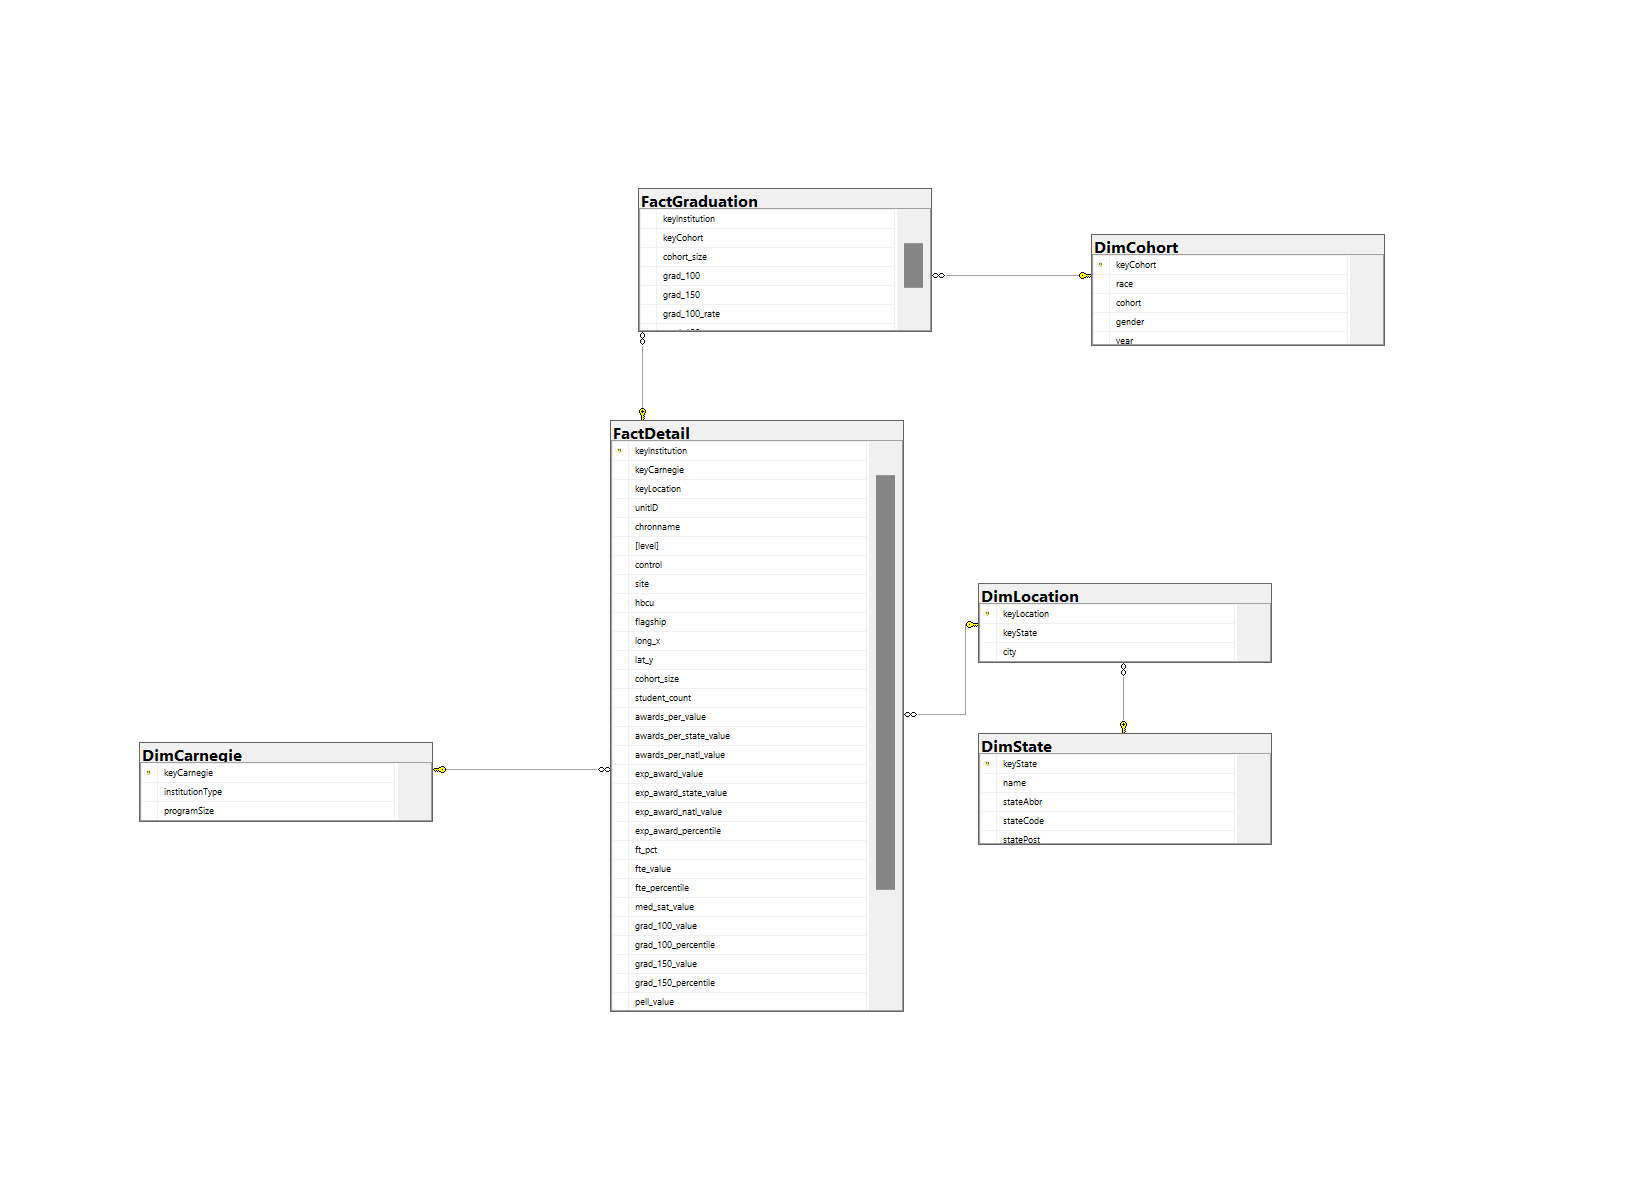 FactGraduation
keyInstitution
keyCohort
cohort_size
grad_100
grad_150
grad_100_rate
DimCohort
keyCohort
race
cohort
gender
year
FactDetail
keyInstitution
keyCarnegie
keyLocation
unitID
chronname
[level]
control
site
hbcu
flagship
long_x
lat_y
cohort_size
student_count
awards_per_value
awards_per_state_value
awards_per_natl_value
exp_award_value
exp_award_state_value
exp_award_natl_value
exp_award_percentile
ft_pct
fte_value
fte_percentile
med_sat_value
grad_100_value
grad_100_percentile
grad_150_value
grad_150_percentile
pell_value
DimLocation
keyLocation
keyState
city
DimState
keyState
name
stateAbbr
stateCode
statePost
DimCarnegie
keyCarnegie
institutionType
programSize